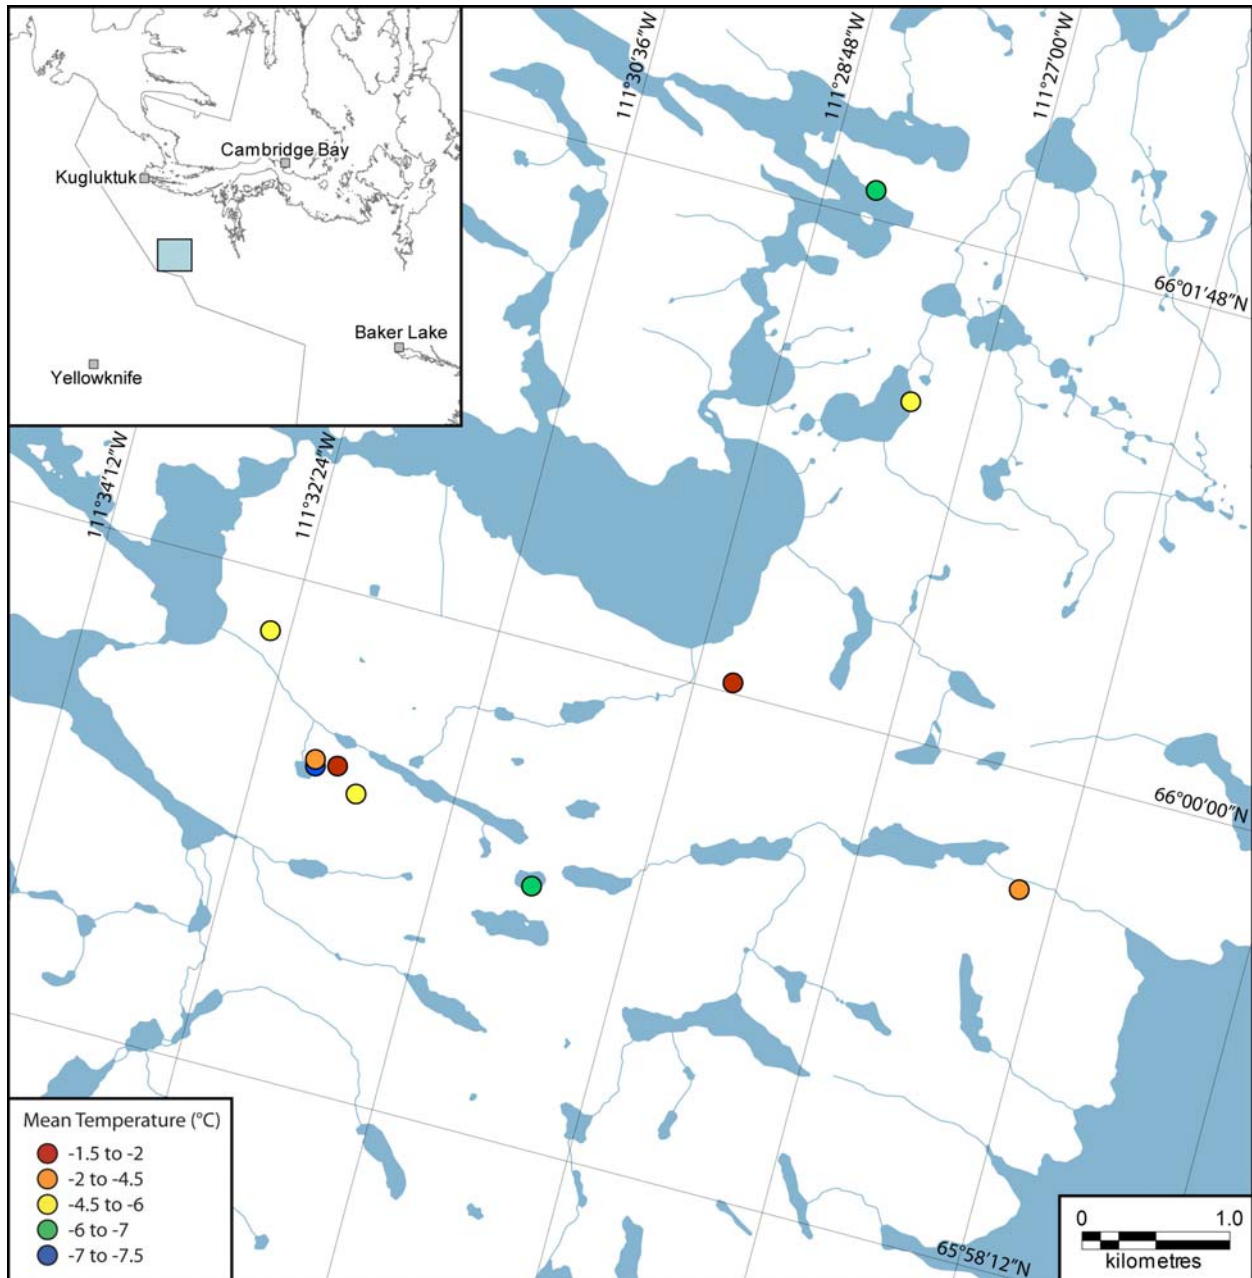 111°30'36"W
111°28'48"W
111°27'00"W
Cambridge Bay
Kugluktuk
Baker Lake
Yellowknife
66°01'48"N
111°34'12"W
111°32'24"W
66°00'00"N
Mean Temperature (°C)
-1.5 to -2
-2 to -4.5
-4.5 to -6
-6 to -7
-7 to -7.5
65°58'12"N
0 1.0
kilometres